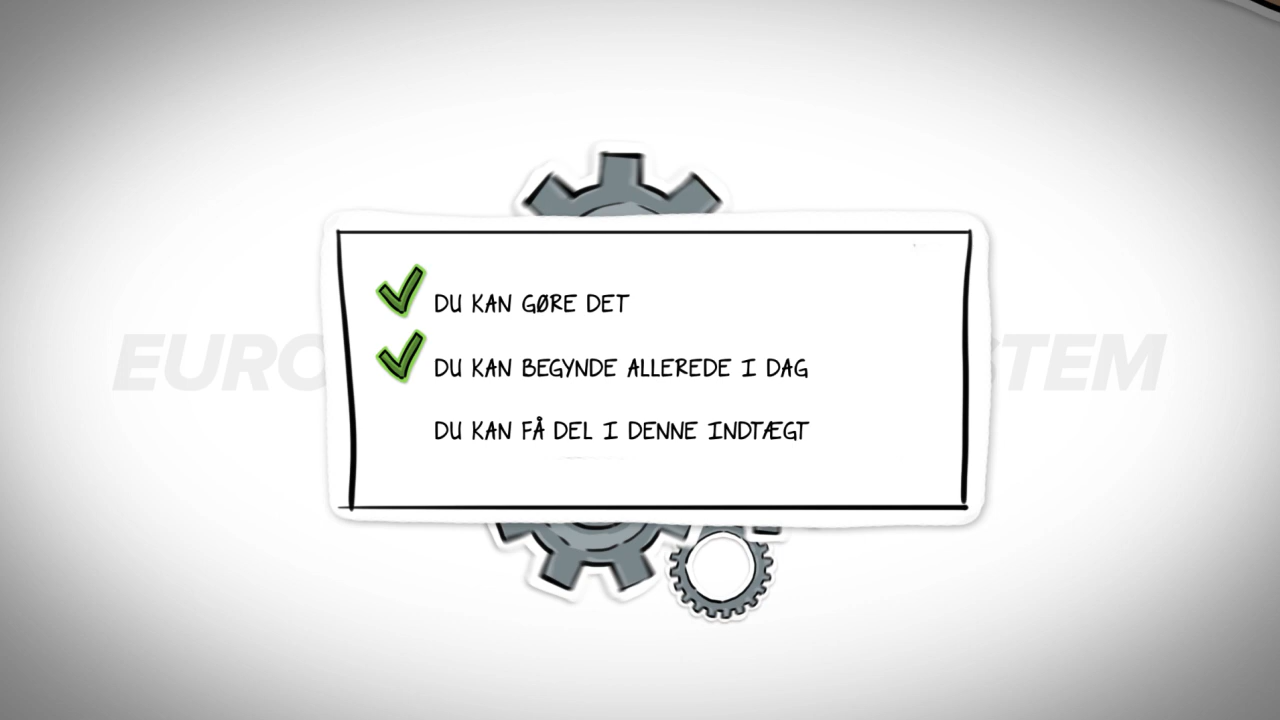 DU KAN GØRE DET
DU KAN BEGYNDE ALLEREDE I DAG
DU KAN FÅ DEL I DENNE INDTÆGT